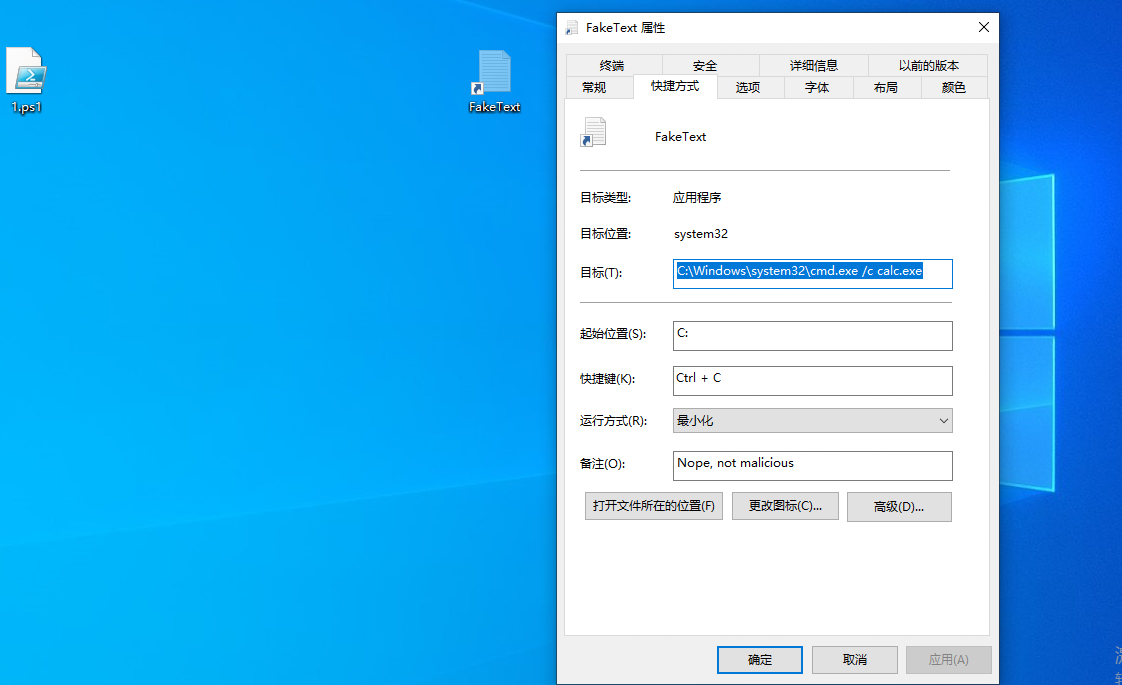 1.ps1
FakeText
FakeText 属性
终端 安全 详细信息 以前的版本
常规 快捷方式 选项 字体 布局 颜色
FakeText
目标类型: 应用程序
目标位置: system32
目标(T): C:\Windows\system32\cmd.exe /c calc.exe
起始位置(S): C:
快捷键(K): Ctrl + C
运行方式(R): 最小化
备注(O): Nope, not malicious
打开文件所在的位置(F) 更改图标(C)... 高级(D)...
确定 取消 应用(A)